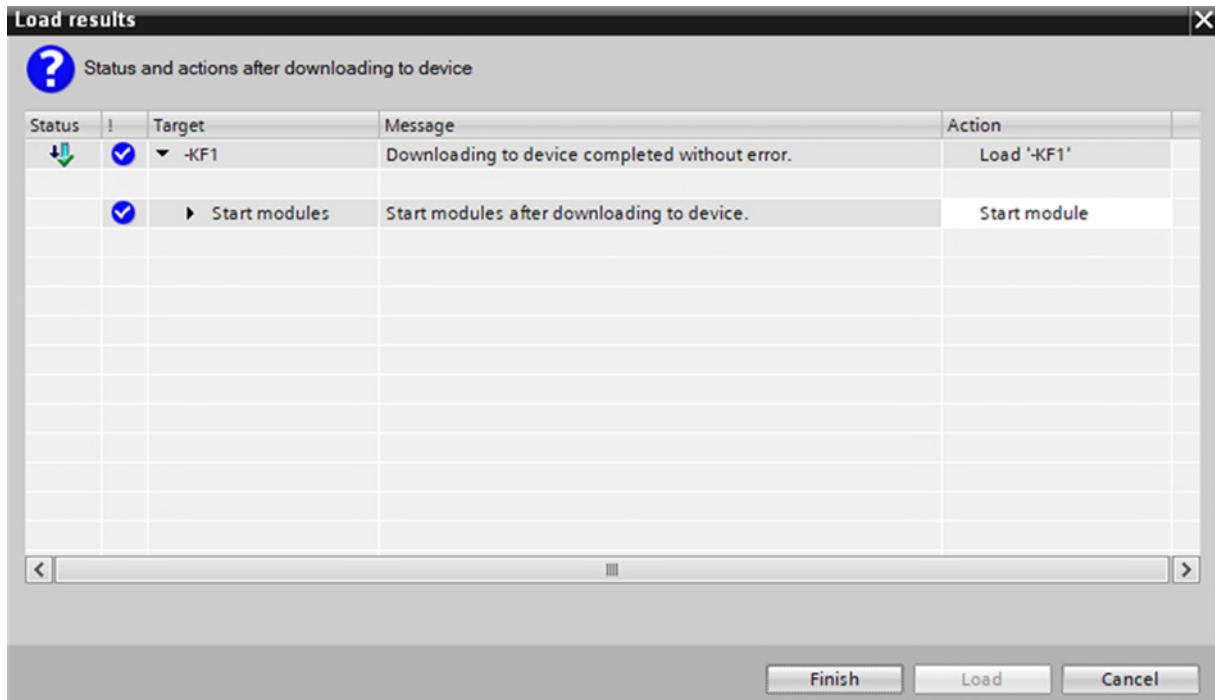 Load results
Status and actions after downloading to device
Status ! Target Message Action
-KF1 Downloading to device completed without error. Load '-KF1'
Start modules Start modules after downloading to device. Start module
Finish Load Cancel